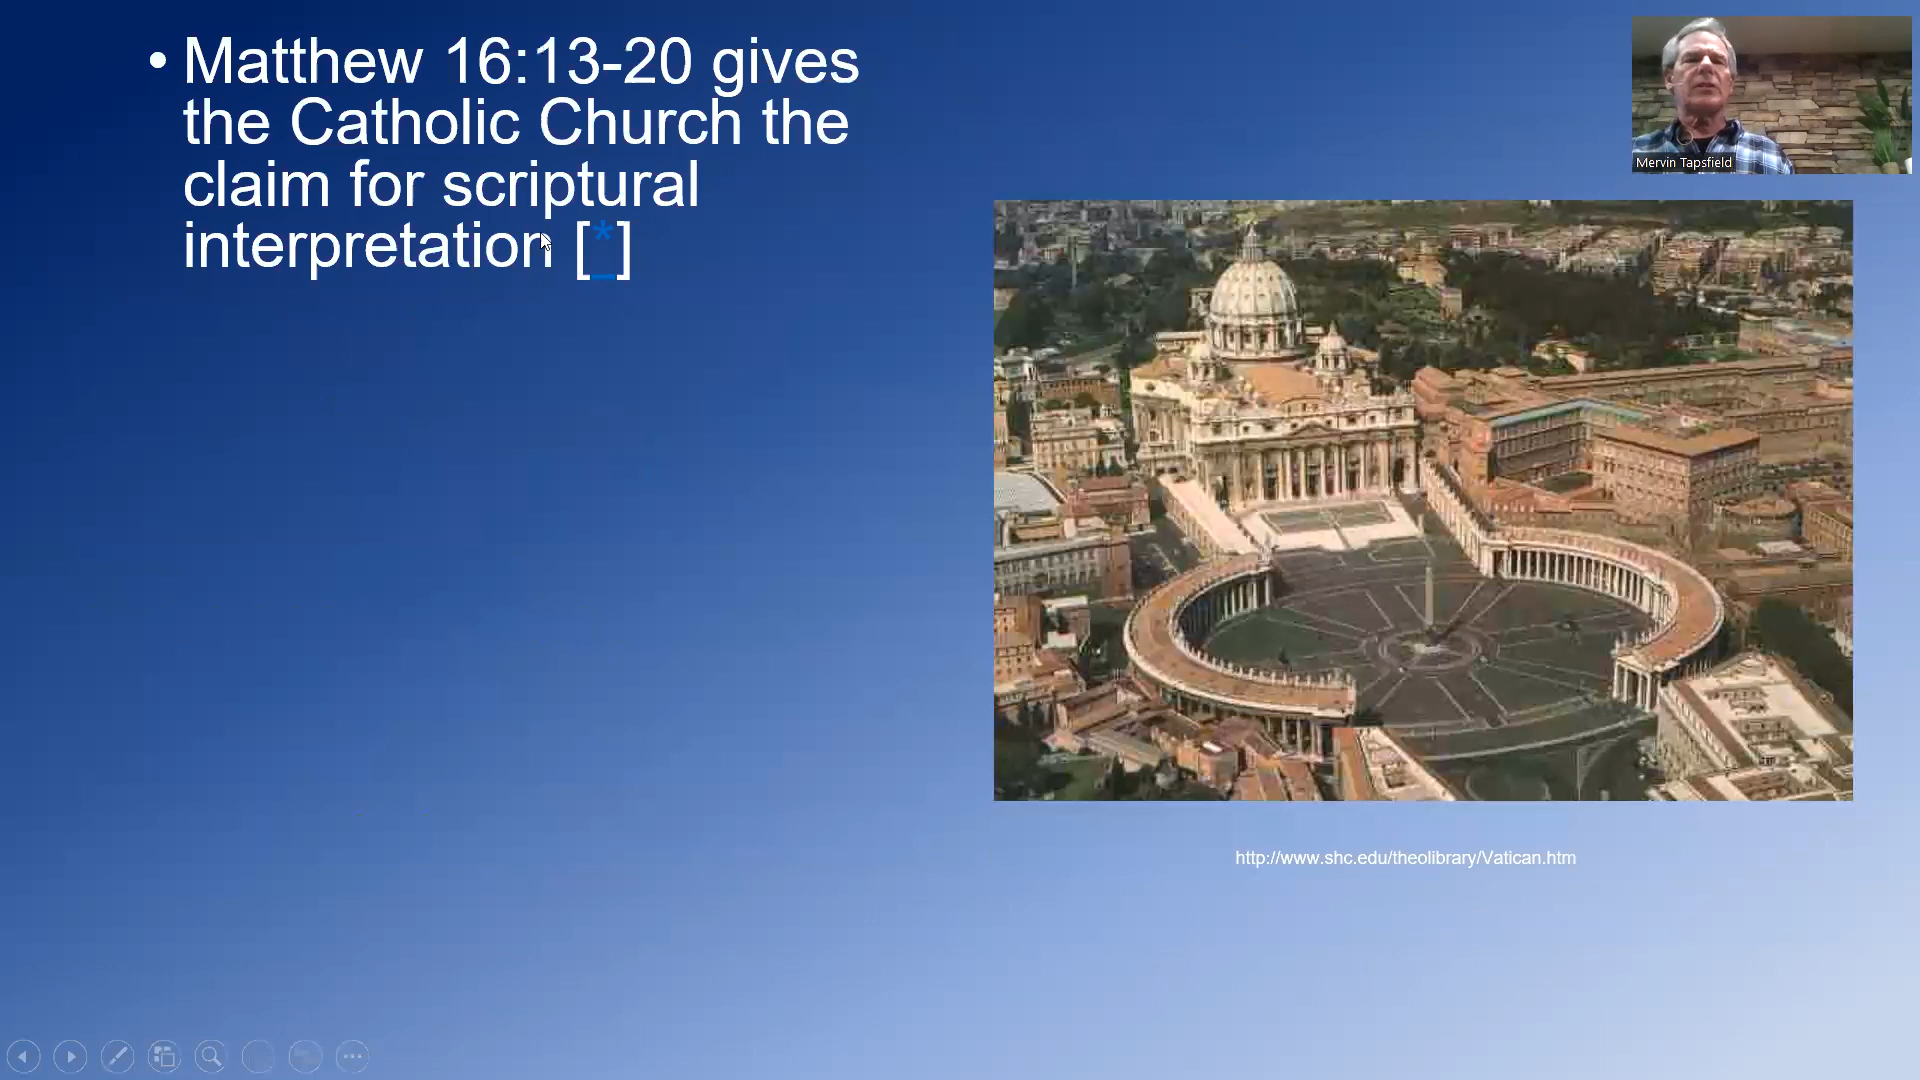 • Matthew 16:13-20 gives
the Catholic Church the
claim for scriptural
interpretation [*]
Mervin Tapsfield
http://www.shc.edu/theolibrary/Vatican.htm